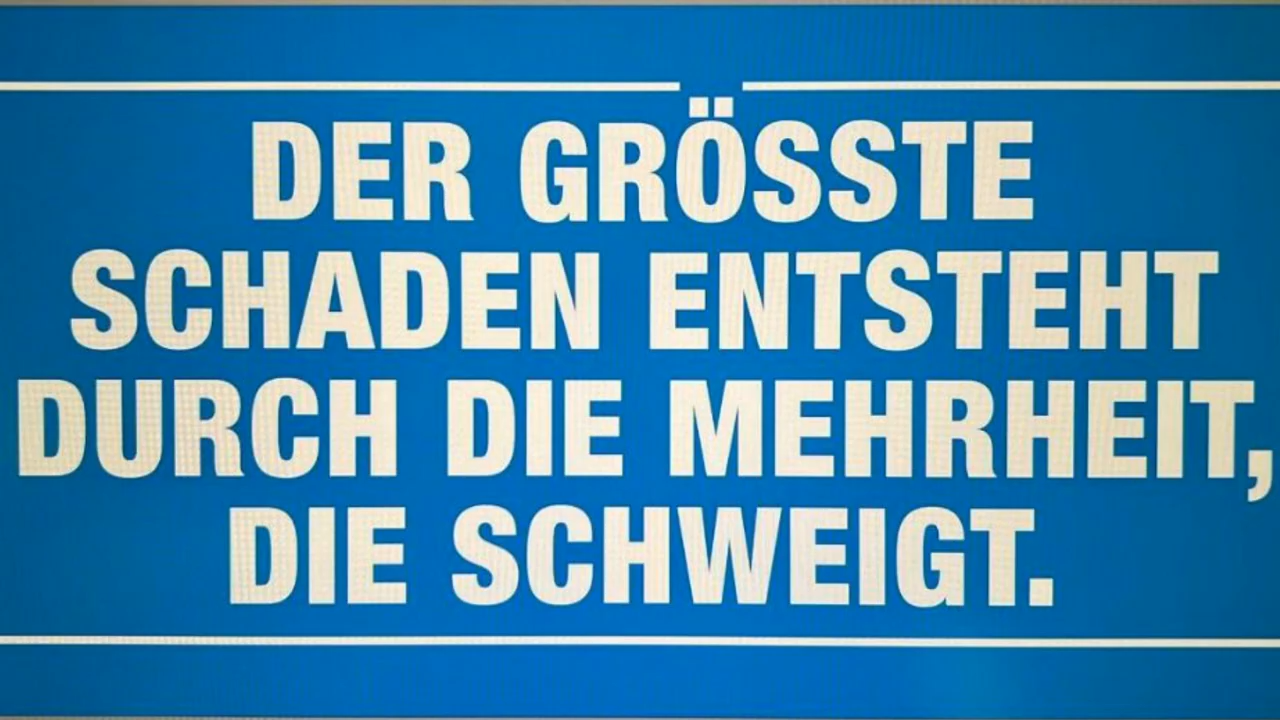 DER GRÖSSTE
SCHADEN ENTSTEHT
DURCH DIE MEHRHEIT,
DIE SCHWEIGT.